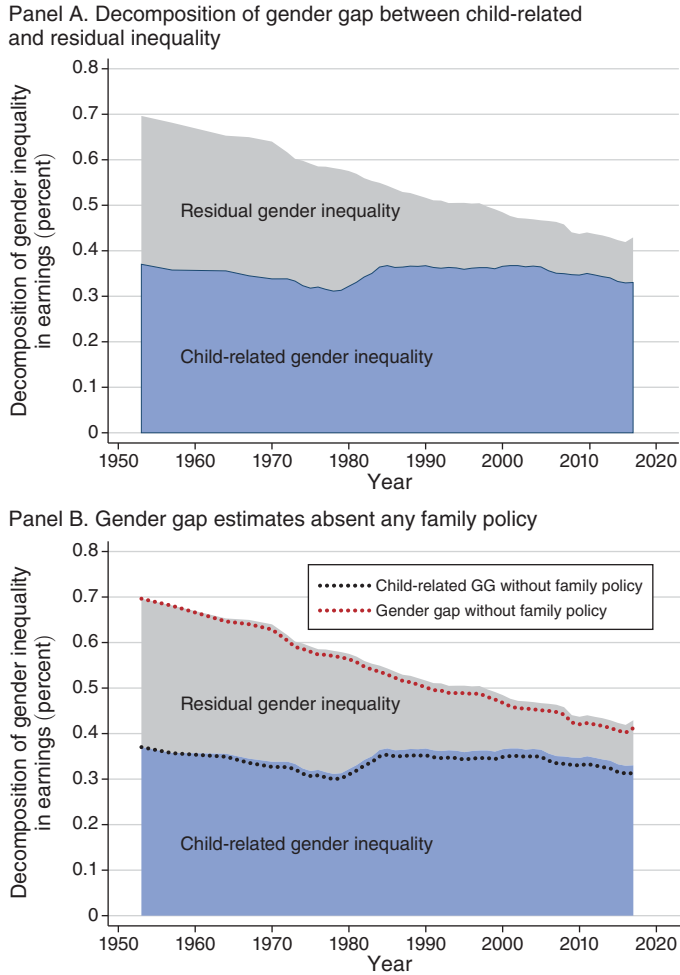 Panel A. Decomposition of gender gap between child-related
and residual inequality
Decomposition of gender inequality
in earnings (percent)
0.8
0.7
0.6
0.5
0.4
0.3
0.2
0.1
0
Residual gender inequality
Child-related gender inequality
1950 1960 1970 1980 1990 2000 2010 2020
Year
Panel B. Gender gap estimates absent any family policy
Decomposition of gender inequality
in earnings (percent)
0.8
0.7
0.6
0.5
0.4
0.3
0.2
0.1
0
Child-related GG without family policy
Gender gap without family policy
Residual gender inequality
Child-related gender inequality
1950 1960 1970 1980 1990 2000 2010 2020
Year